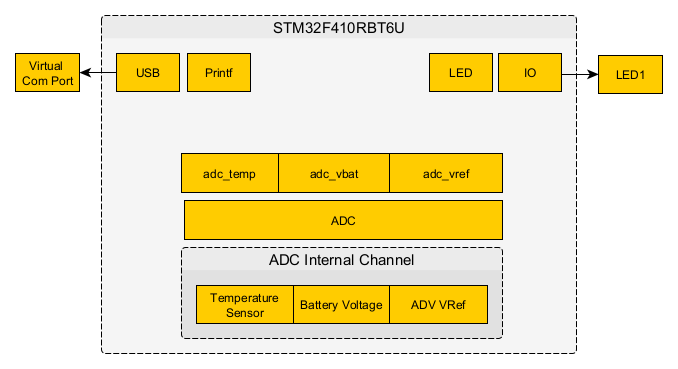 STM32F410RBT6U
Virtual
Com Port
USB
Printf
LED
IO
LED1
adc_temp
adc_vbat
adc_vref
ADC
ADC Internal Channel
Temperature
Sensor
Battery Voltage
ADV VRef